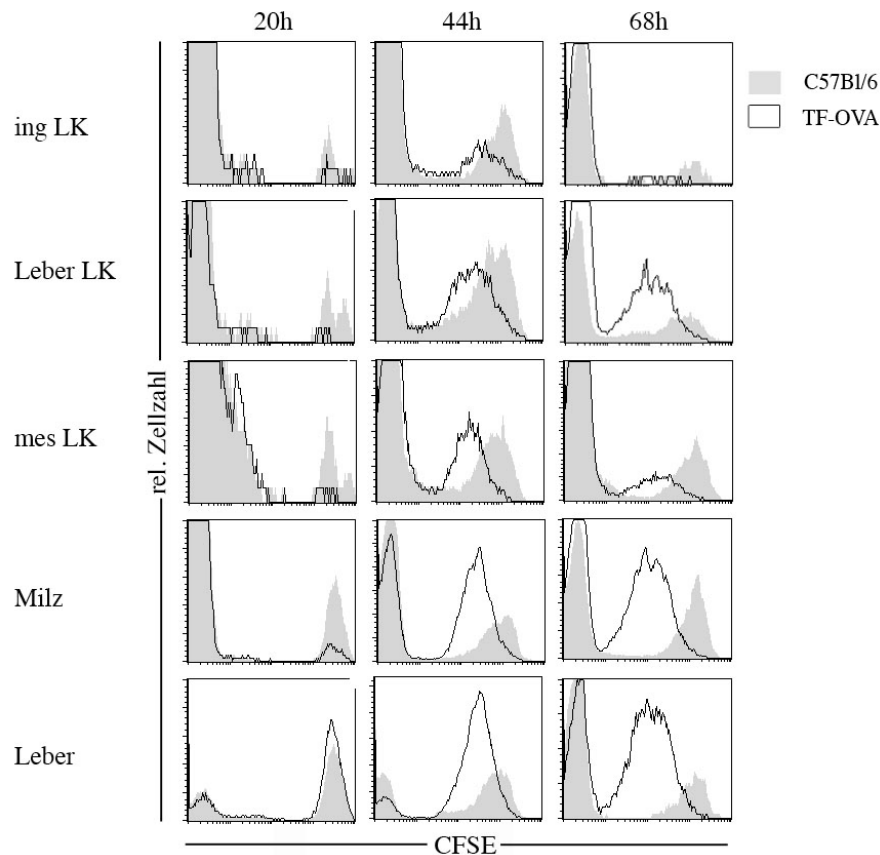 20h 44h 68h
C57Bl/6
TF-OVA
ing LK
Leber LK
mes LK
Milz
Leber
rel. Zellzahl
CFSE